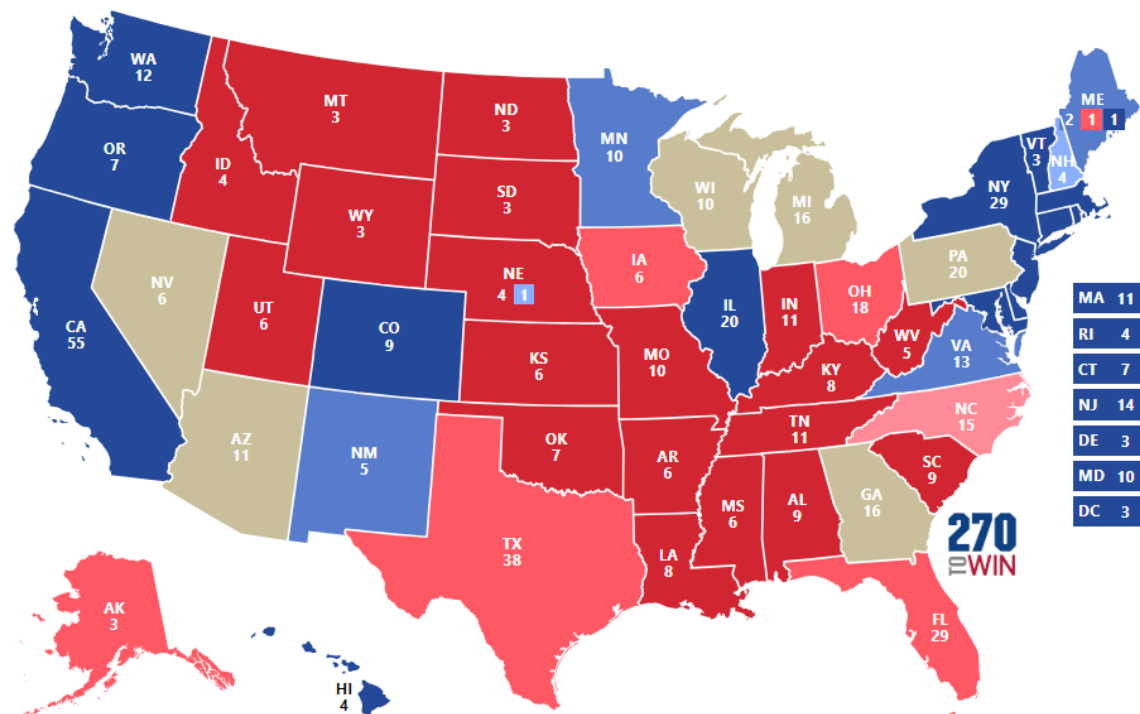 WA
12
OR
7
CA
55
NV
6
ID
4
MT
3
WY
3
UT
6
AZ
11
CO
9
NM
5
ND
3
SD
3
NE
4 1
KS
6
OK
7
TX
38
MN
10
IA
6
MO
10
AR
6
LA
8
WI
10
IL
20
MI
16
IN
11
OH
18
KY
8
TN
11
MS
6
AL
9
GA
16
FL
29
SC
9
NC
15
VA
13
WV
5
PA
20
NY
29
VT
3
NH
4
ME
2 1 1
MA 11
RI 4
CT 7
NJ 14
DE 3
MD 10
DC 3
AK
3
HI
4
270
TO WIN